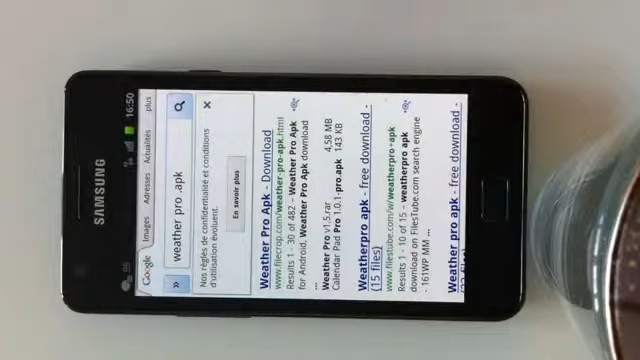 SAMSUNG
16:50
Google Images Adresses Actualités plus
weather pro .apk
Nos règles de confidentialité et conditions
d'utilisation évoluent.
En savoir plus
Weather Pro Apk - Download
www.filecrop.com/weather-pro-apk.html
Results 1 - 30 of 482 – Weather Pro Apk
for Android, Weather Pro Apk download
...
Weather Pro v1.5.rar 4,58 MB
Calendar Pad Pro 1.0.1-pro.apk 143 KB
Weatherpro apk - free download -
(15 files)
www.filestube.com/w/weatherpro+apk
Results 1 - 10 of 15 – weatherpro apk
download on FilesTube.com search engine
- 161WP MM ...
Weather pro apk - free download -